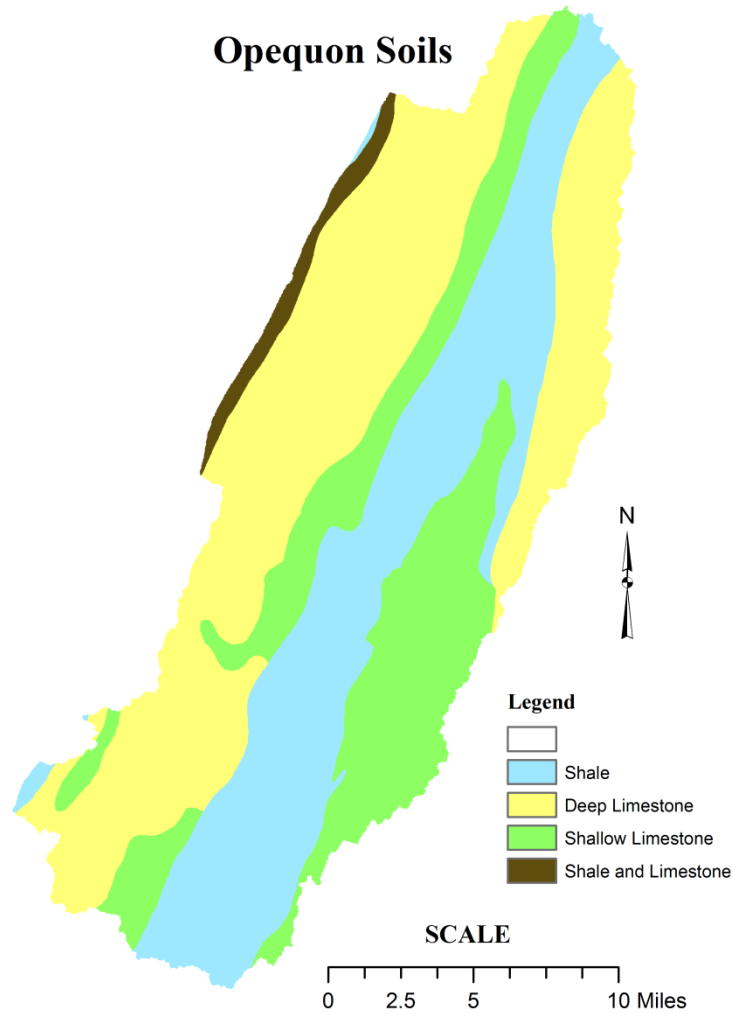 Opequon Soils
N
Legend
Shale
Deep Limestone
Shallow Limestone
Shale and Limestone
SCALE
0 2.5 5 10 Miles